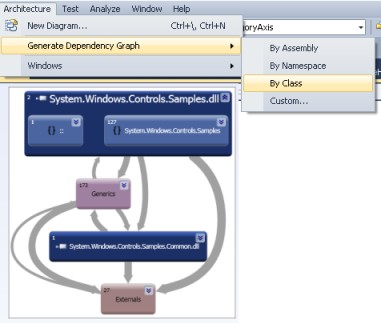 Architecture Test Analyze Window Help
New Diagram... Ctrl+\, Ctrl+N
oryAxis
Generate Dependency Graph
By Assembly
Windows
By Namespace
By Class
Custom...
2 System.Windows.Controls.Samples.dll
1 {} ::
127 {} System.Windows.Controls.Samples
173
Generics
1
System.Windows.Controls.Samples.Common.dll
27
Externals